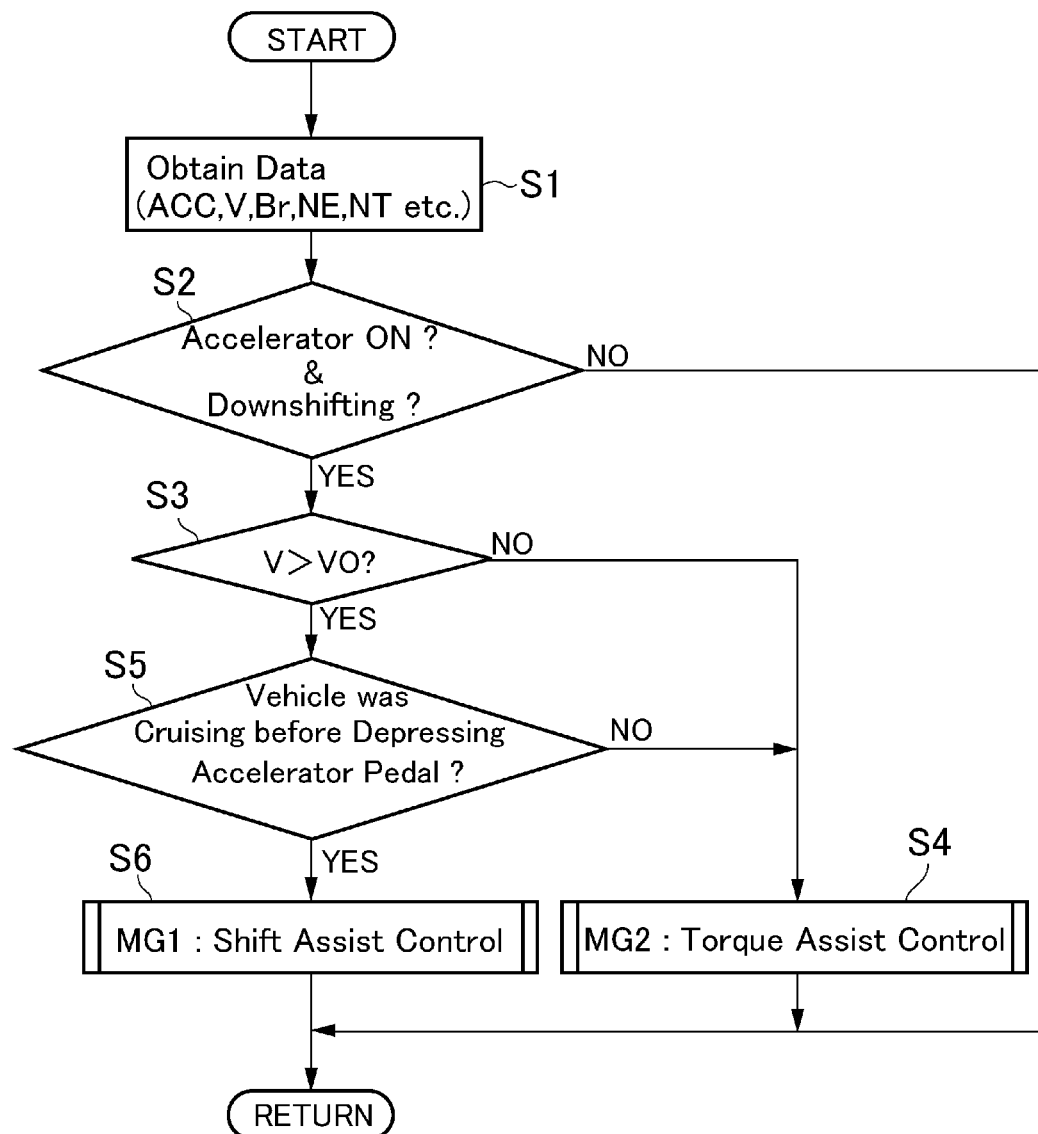 START
Obtain Data
(ACC,V,Br,NE,NT etc.)
S1
S2
Accelerator ON ?
&
Downshifting ?
NO
YES
S3
V>VO?
NO
YES
S5
Vehicle was
Cruising before Depressing
Accelerator Pedal ?
NO
YES
S6
S4
MG1 : Shift Assist Control
MG2 : Torque Assist Control
RETURN